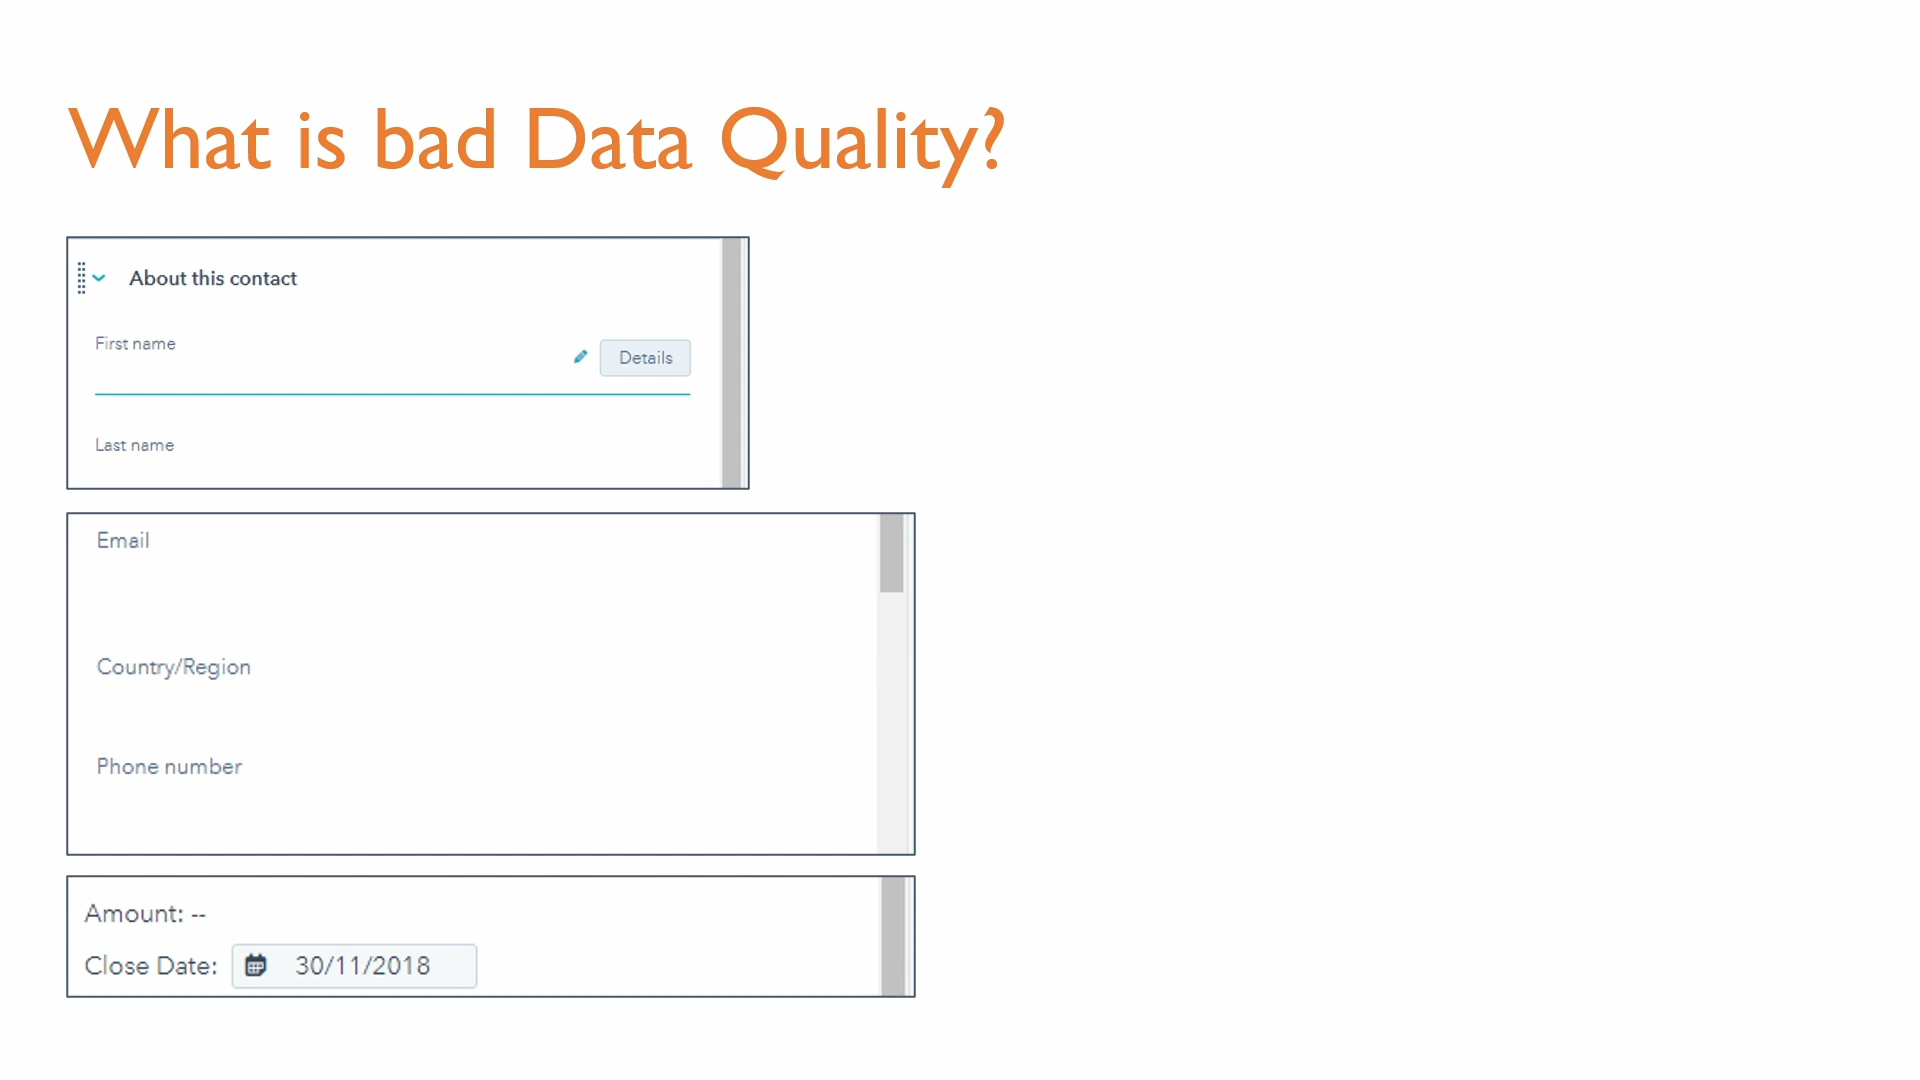 What is bad Data Quality?
About this contact
First name
Details
Last name
Email
Country/Region
Phone number
Amount: --
Close Date: 30/11/2018